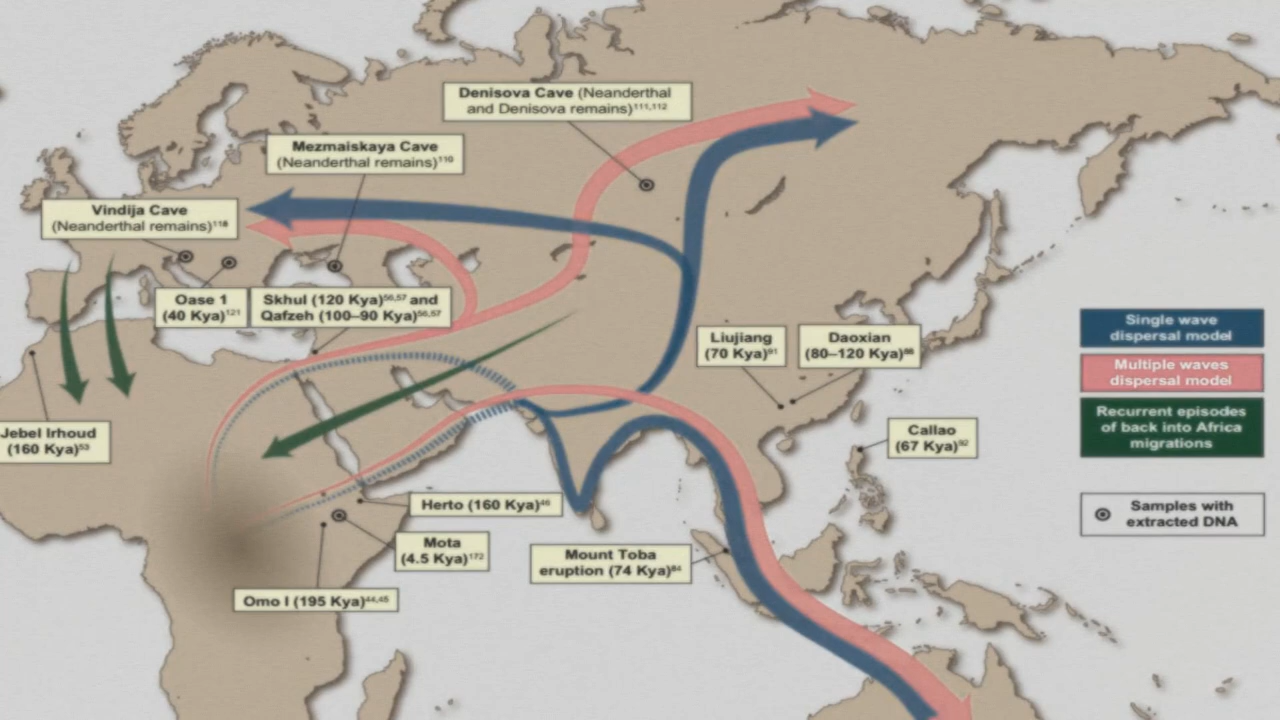 Denisova Cave (Neanderthal
and Denisova remains)111,112
Mezmaiskaya Cave
(Neanderthal remains)110
Vindija Cave
(Neanderthal remains)118
Oase 1
(40 Kya)121
Skhul (120 Kya)56,57 and
Qafzeh (100–90 Kya)56,57
Liujiang
(70 Kya)91
Daoxian
(80–120 Kya)88
Single wave
dispersal model
Multiple waves
dispersal model
Recurrent episodes
of back into Africa
migrations
Jebel Irhoud
(160 Kya)53
Callao
(67 Kya)92
Herto (160 Kya)46
Samples with
extracted DNA
Mota
(4.5 Kya)172
Mount Toba
eruption (74 Kya)84
Omo I (195 Kya)44,45